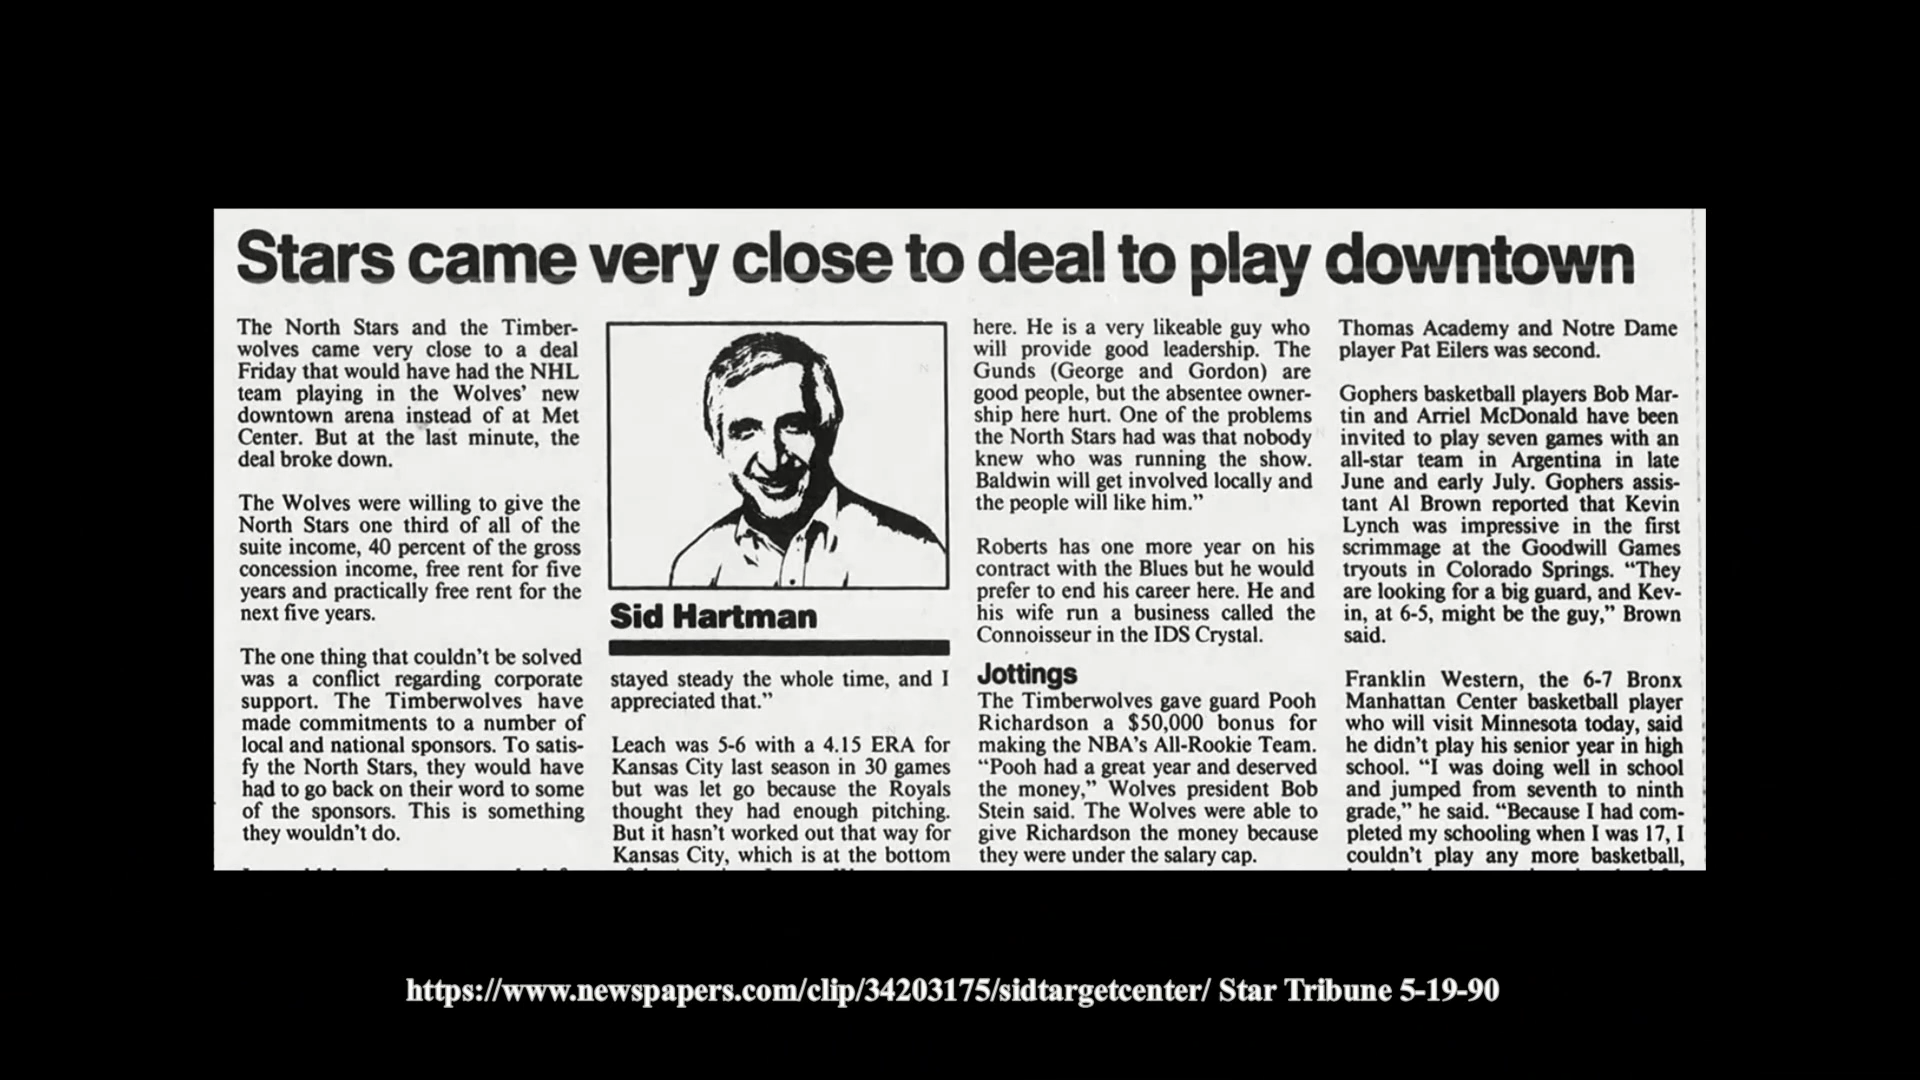 Stars came very close to deal to play downtown
The North Stars and the Timber-
wolves came very close to a deal
Friday that would have had the NHL
team playing in the Wolves' new
downtown arena instead of at Met
Center. But at the last minute, the
deal broke down.
The Wolves were willing to give the
North Stars one third of all of the
suite income, 40 percent of the gross
concession income, free rent for five
years and practically free rent for the
next five years.
The one thing that couldn't be solved
was a conflict regarding corporate
support. The Timberwolves have
made commitments to a number of
local and national sponsors. To satis-
fy the North Stars, they would have
had to go back on their word to some
of the sponsors. This is something
they wouldn't do.
Sid Hartman
stayed steady the whole time, and I
appreciated that."
Leach was 5-6 with a 4.15 ERA for
Kansas City last season in 30 games
but was let go because the Royals
thought they had enough pitching.
But it hasn't worked out that way for
Kansas City, which is at the bottom
here. He is a very likeable guy who
will provide good leadership. The
Gunds (George and Gordon) are
good people, but the absentee owner-
ship here hurt. One of the problems
the North Stars had was that nobody
knew who was running the show.
Baldwin will get involved locally and
the people will like him."
Roberts has one more year on his
contract with the Blues but he would
prefer to end his career here. He and
his wife run a business called the
Connoisseur in the IDS Crystal.
Jottings
The Timberwolves gave guard Pooh
Richardson a $50,000 bonus for
making the NBA's All-Rookie Team.
"Pooh had a great year and deserved
the money," Wolves president Bob
Stein said. The Wolves were able to
give Richardson the money because
they were under the salary cap.
Thomas Academy and Notre Dame
player Pat Eilers was second.
Gophers basketball players Bob Mar-
tin and Arriel McDonald have been
invited to play seven games with an
all-star team in Argentina in late
June and early July. Gophers assis-
tant Al Brown reported that Kevin
Lynch was impressive in the first
scrimmage at the Goodwill Games
tryouts in Colorado Springs. "They
are looking for a big guard, and Kev-
in, at 6-5, might be the guy," Brown
said.
Franklin Western, the 6-7 Bronx
Manhattan Center basketball player
who will visit Minnesota today, said
he didn't play his senior year in high
school. "I was doing well in school
and jumped from seventh to ninth
grade," he said. "Because I had com-
pleted my schooling when I was 17, I
couldn't play any more basketball,
https://www.newspapers.com/clip/34203175/sidtargetcenter/ Star Tribune 5-19-90